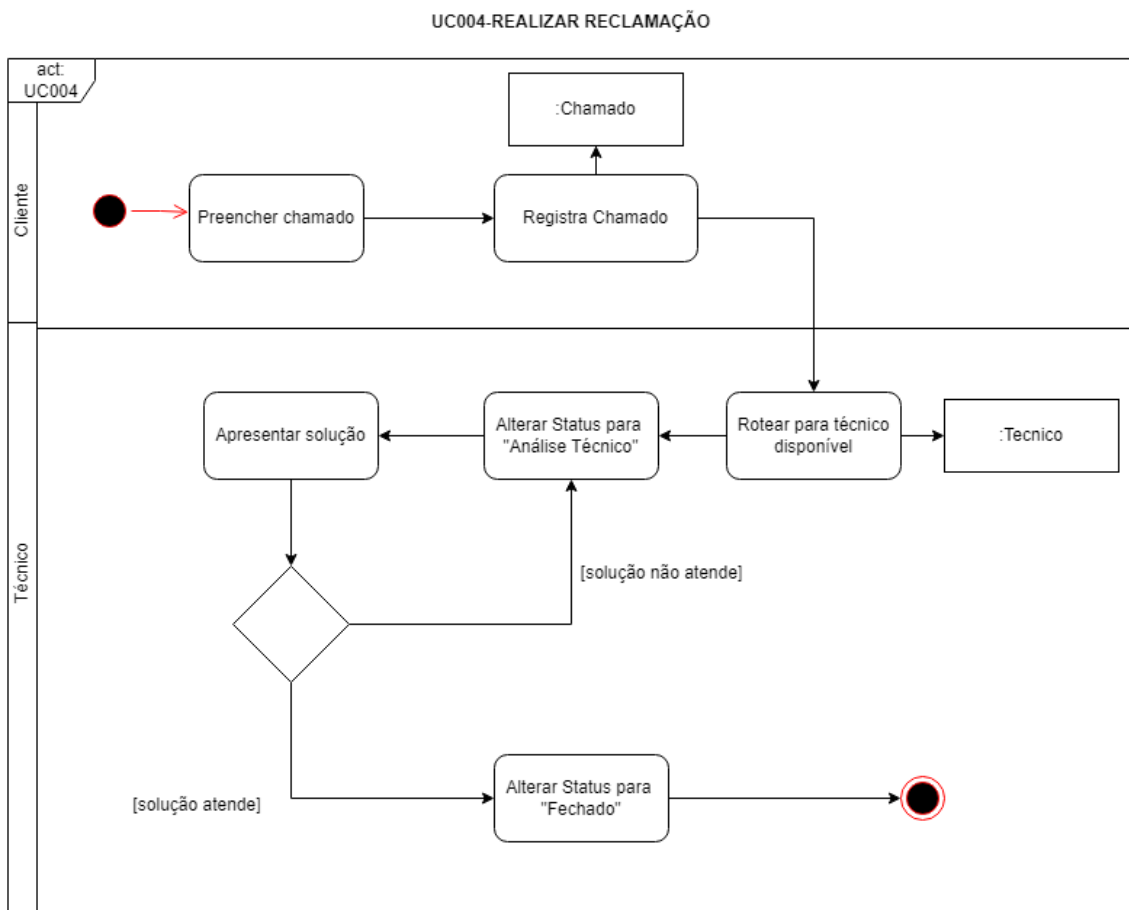 UC004-REALIZAR RECLAMAÇÃO
act:
UC004
Cliente
:Chamado
Preencher chamado
Registra Chamado
Técnico
Apresentar solução
Alterar Status para
"Análise Técnico"
Rotear para técnico
disponível
:Tecnico
[solução não atende]
[solução atende]
Alterar Status para
"Fechado"